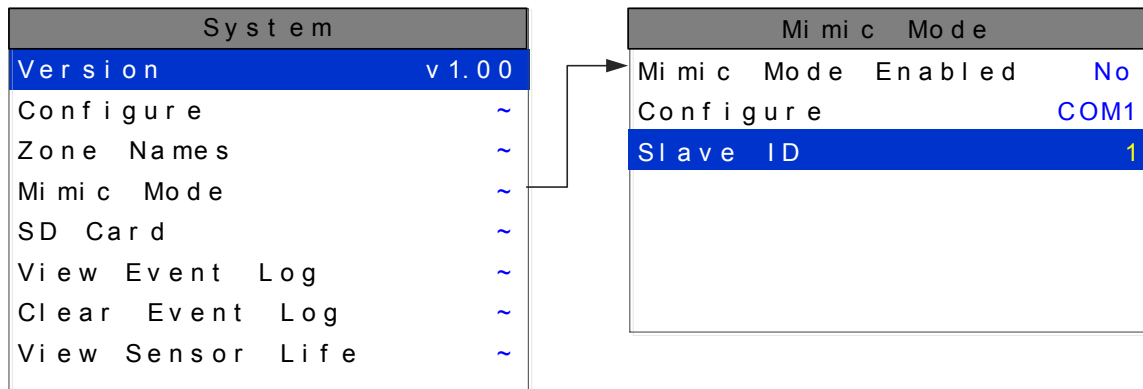 System
Version v1.00
Configure ~
Zone Names ~
Mimic Mode ~
SD Card ~
View Event Log ~
Clear Event Log ~
View Sensor Life ~
Mimic Mode
Mimic Mode Enabled No
Configure COM1
Slave ID 1